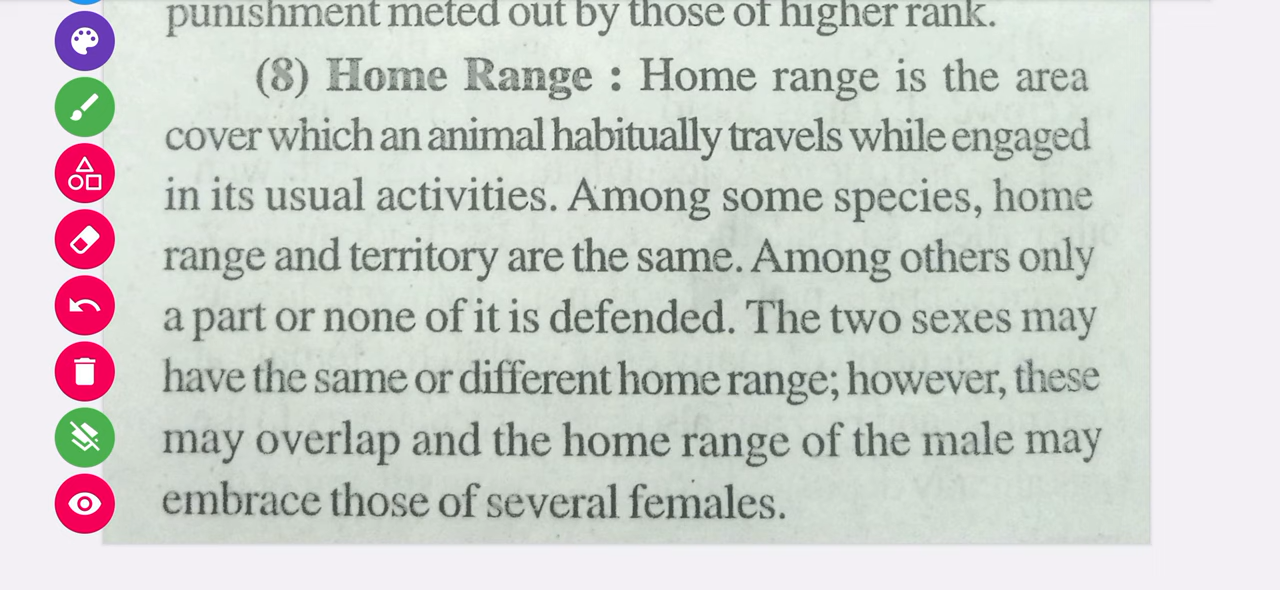 punishment meted out by those of higher rank.
(8) Home Range : Home range is the area
cover which an animal habitually travels while engaged
in its usual activities. Among some species, home
range and territory are the same. Among others only
a part or none of it is defended. The two sexes may
have the same or different home range; however, these
may overlap and the home range of the male may
embrace those of several females.